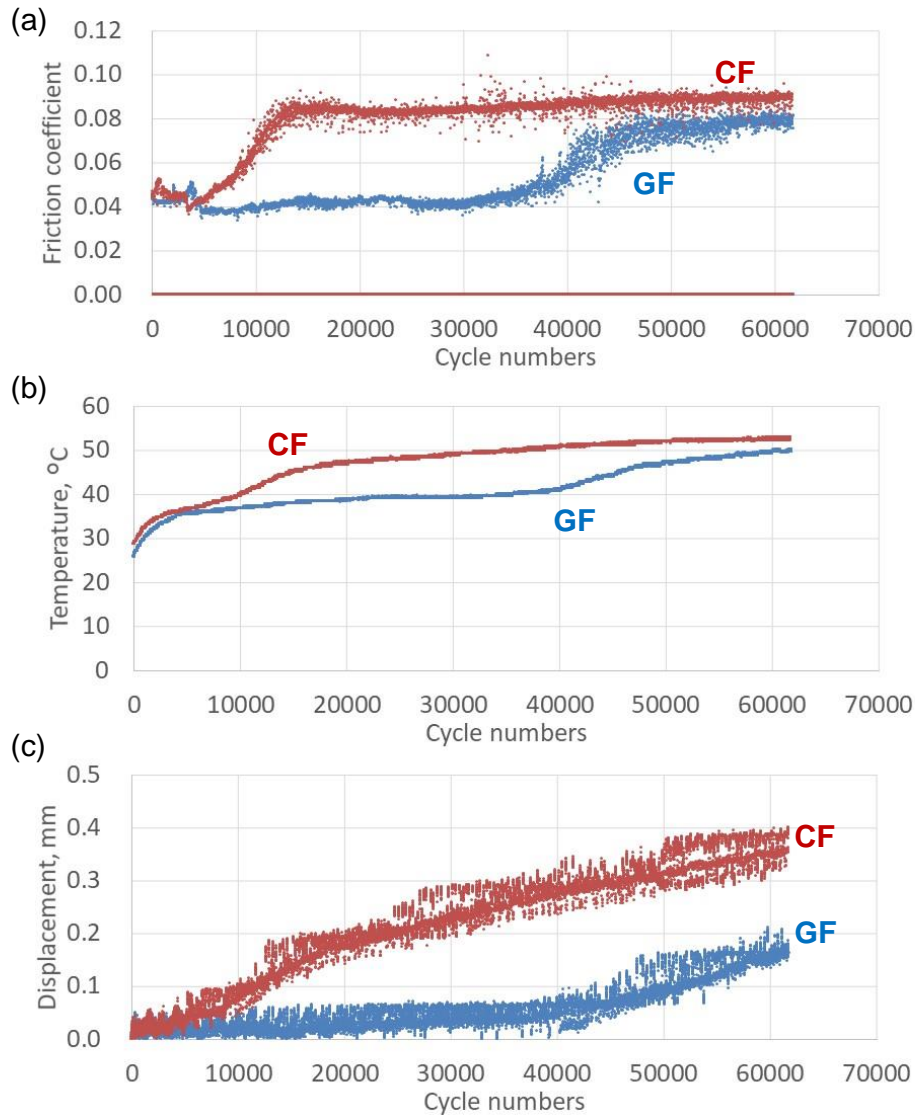 (a)
0.12
0.10
0.08
0.06
0.04
0.02
0.00
Friction coefficient
CF
GF
0 10000 20000 30000 40000 50000 60000 70000
Cycle numbers
(b)
60
50
40
30
20
10
0
Temperature, °C
CF
GF
0 10000 20000 30000 40000 50000 60000 70000
Cycle numbers
(c)
0.5
0.4
0.3
0.2
0.1
0.0
Displacement, mm
CF
GF
0 10000 20000 30000 40000 50000 60000 70000
Cycle numbers